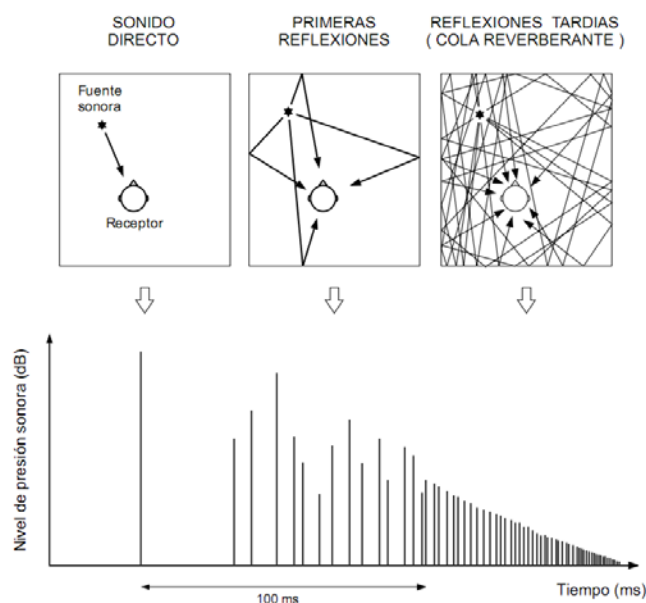 SONIDO
DIRECTO
PRIMERAS
REFLEXIONES
REFLEXIONES TARDIAS
( COLA REVERBERANTE )
Fuente
sonora
Receptor
Nivel de presión sonora (dB)
100 ms
Tiempo (ms)